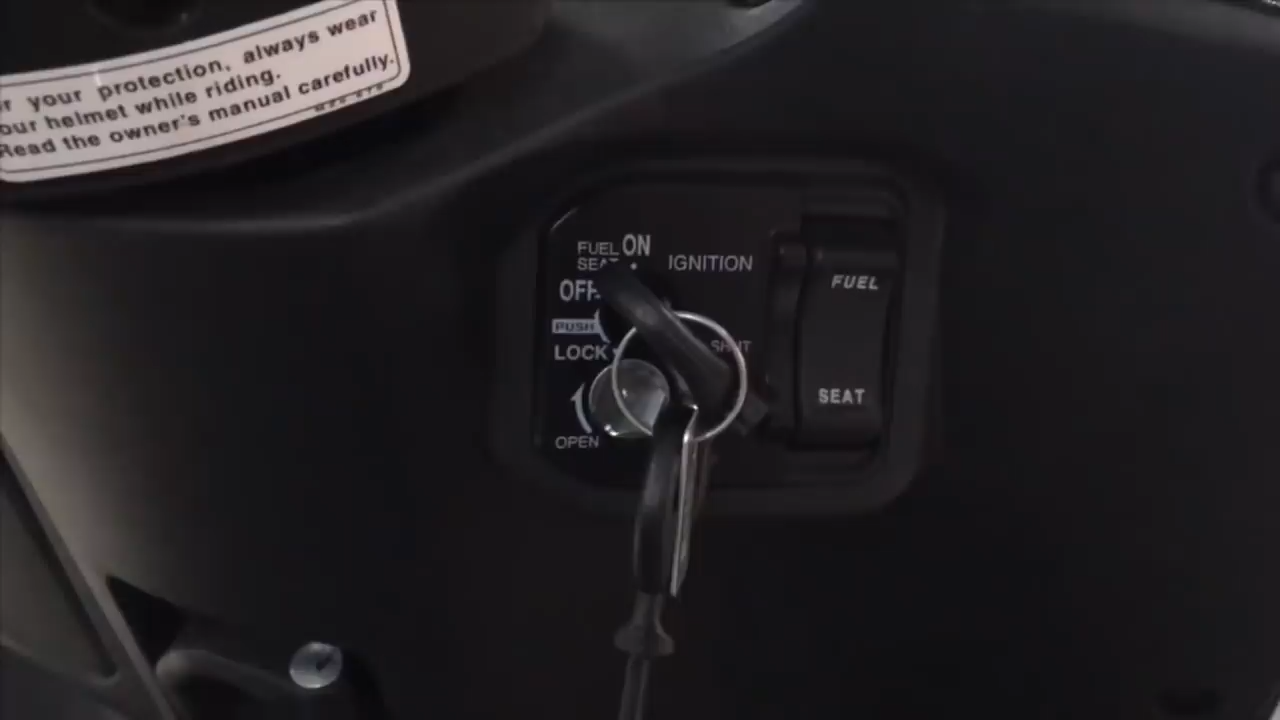 your protection, always wear
our helmet while riding.
Read the owner's manual carefully.
FUEL ON
SEAT
IGNITION
OFF
PUSH
LOCK
SHUT
OPEN
FUEL
SEAT